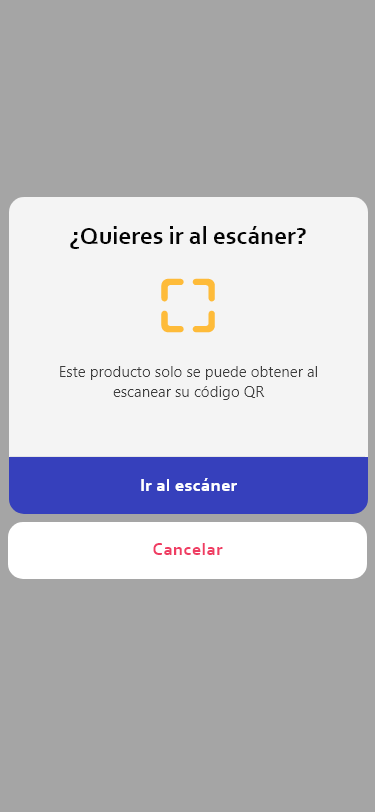 ¿Quieres ir al escáner?
Este producto solo se puede obtener al
escanear su código QR
Ir al escáner
Cancelar